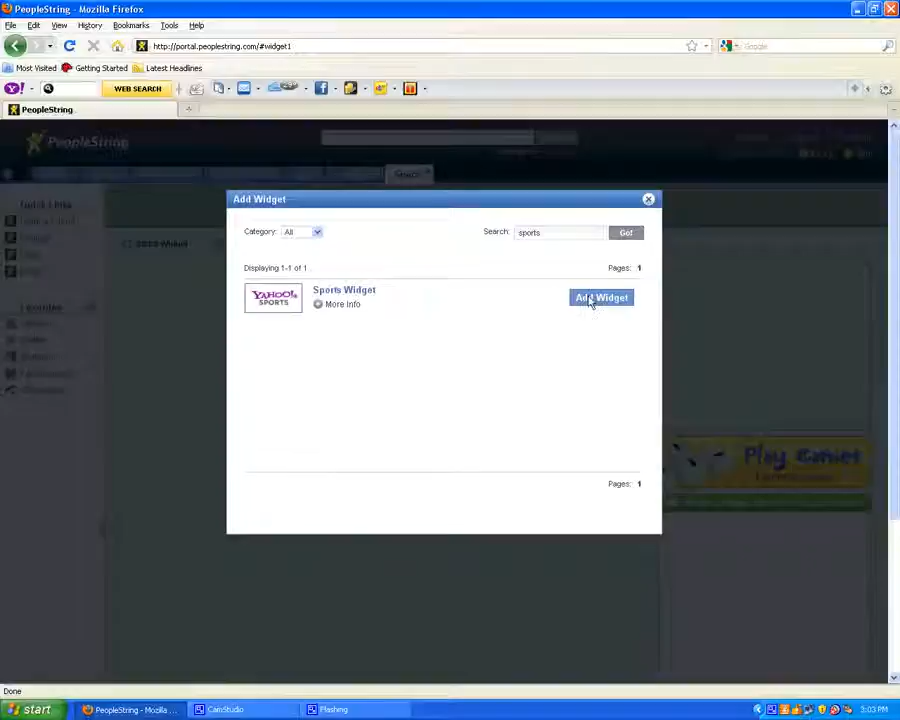 PeopleString - Mozilla Firefox
File Edit View History Bookmarks Tools Help
http://portal.peoplestring.com/#widget1
Google
Most Visited Getting Started Latest Headlines
Y! WEB SEARCH
PeopleString
PeopleString
Add Widget
Category: All Search: sports Go!
Displaying 1-1 of 1 Pages: 1
YAHOO! SPORTS
Sports Widget
More Info
Add Widget
Play Games
Pages: 1
Done
start PeopleString - Mozilla ... CamStudio Flashing 5:03 PM